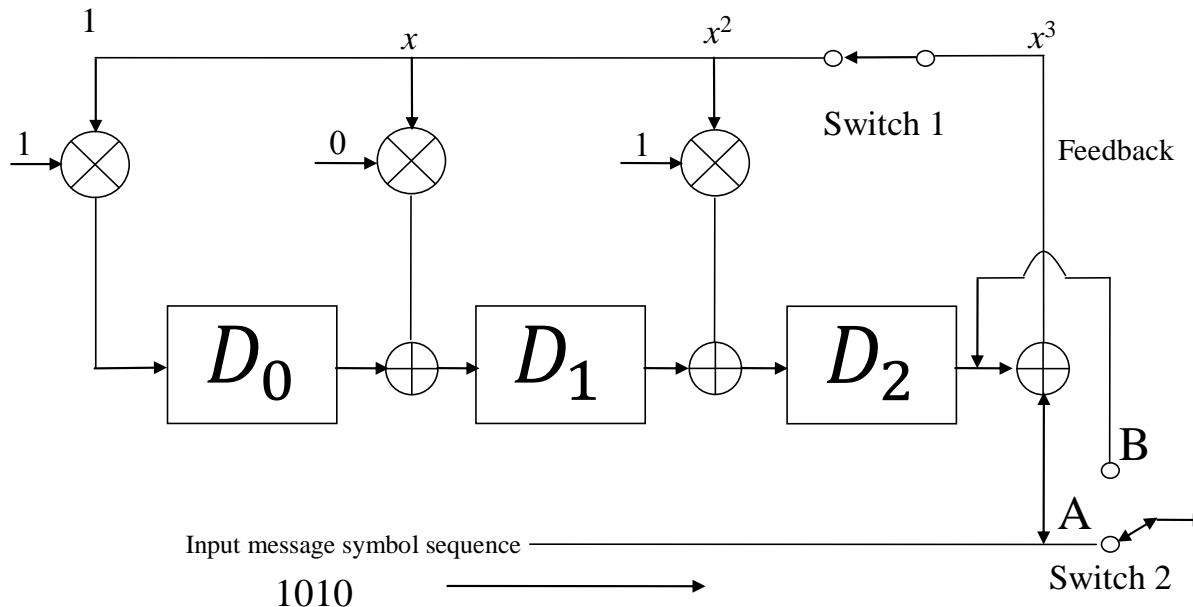 1
x
x²
x³
Switch 1
1
0
1
Feedback
D₀
D₁
D₂
B
A
Input message symbol sequence
Switch 2
1010